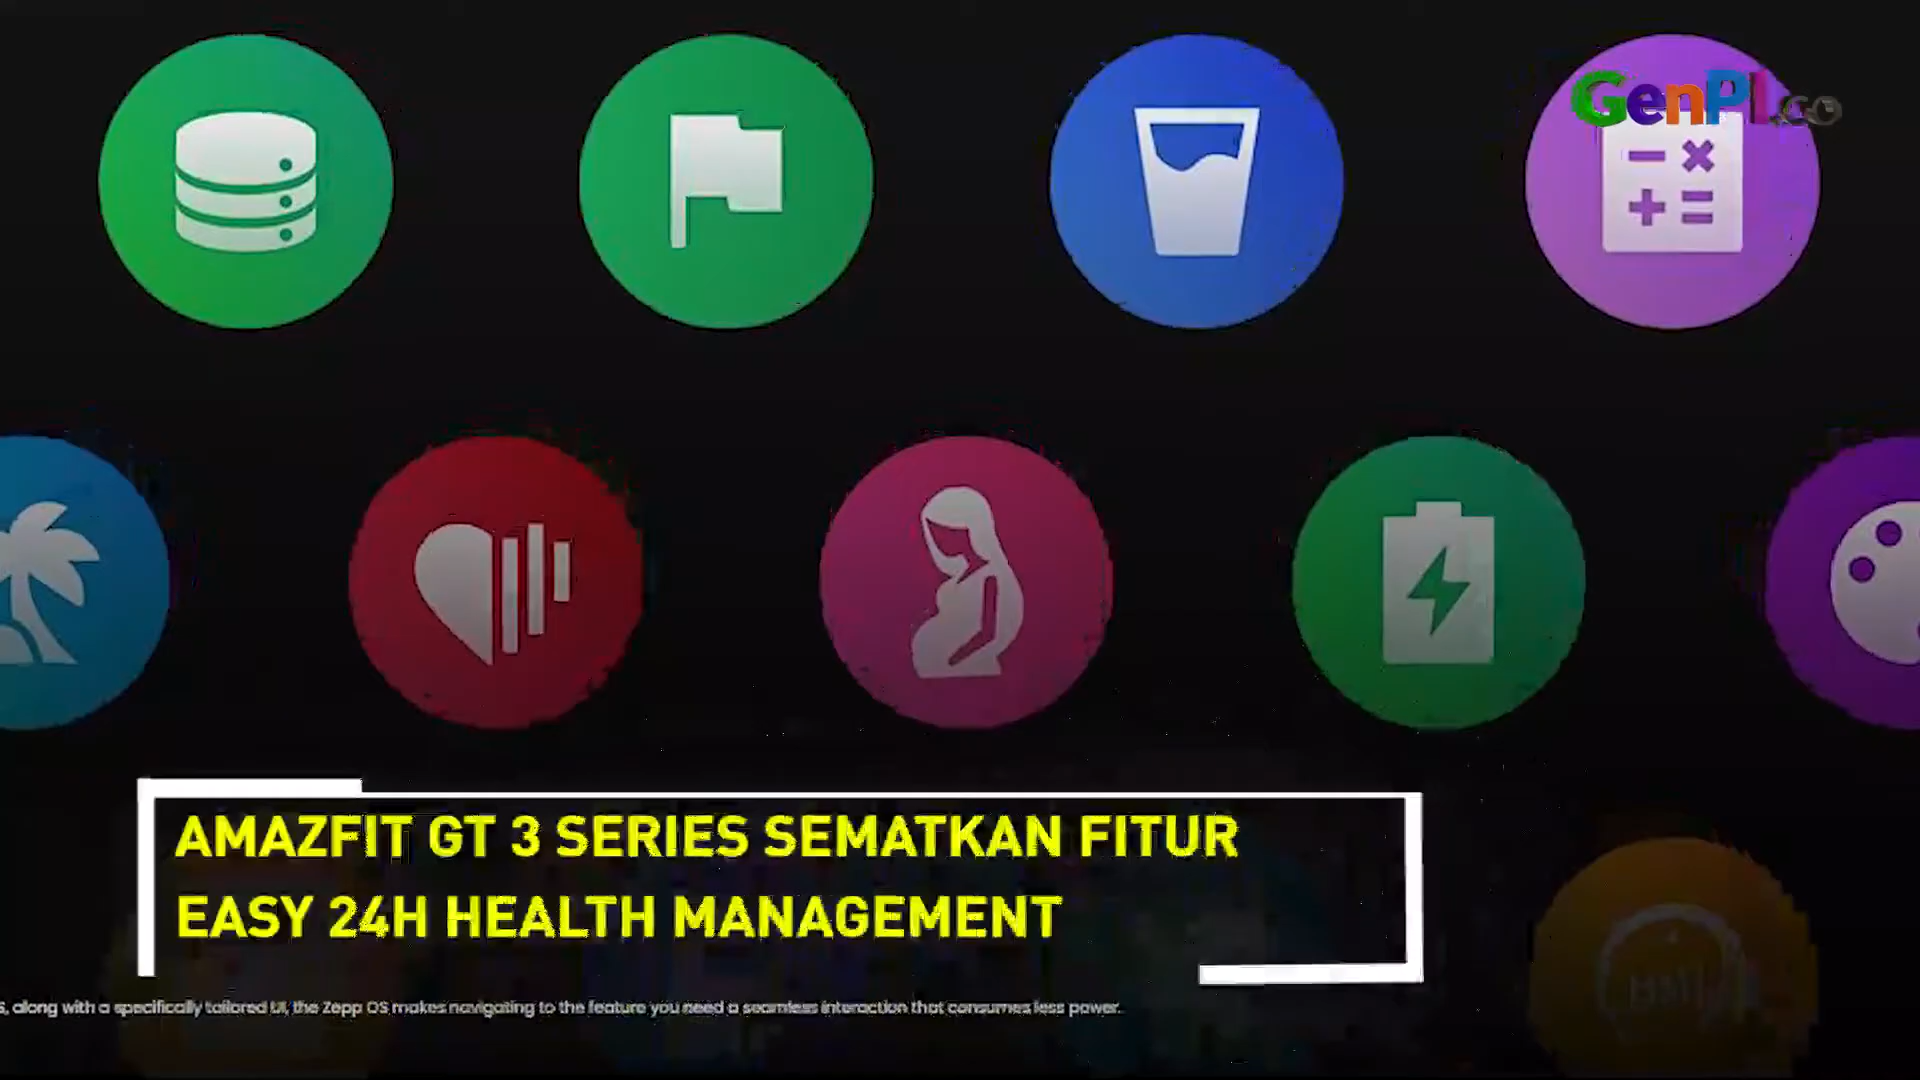 GenPI.co
AMAZFIT GT 3 SERIES SEMATKAN FITUR
EASY 24H HEALTH MANAGEMENT
along with a specifically tailored UI, the Zepp OS makes navigating to the feature you need a seamless interaction that consumes less power.
BMI